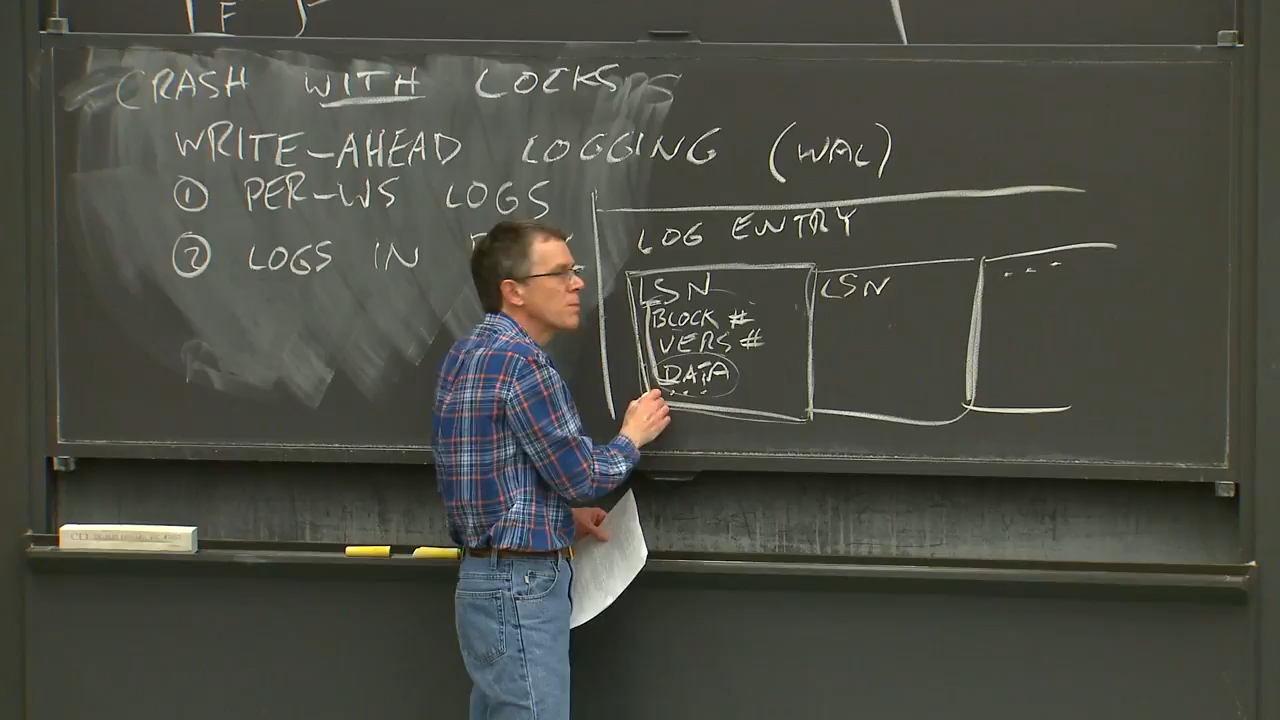 F
CRASH WITH LOCKS
WRITE-AHEAD LOGGING (WAL)
① PER-WS LOGS
② LOGS IN
LOG ENTRY
LSN
BLOCK #
VERS #
DATA
....
LSN
...